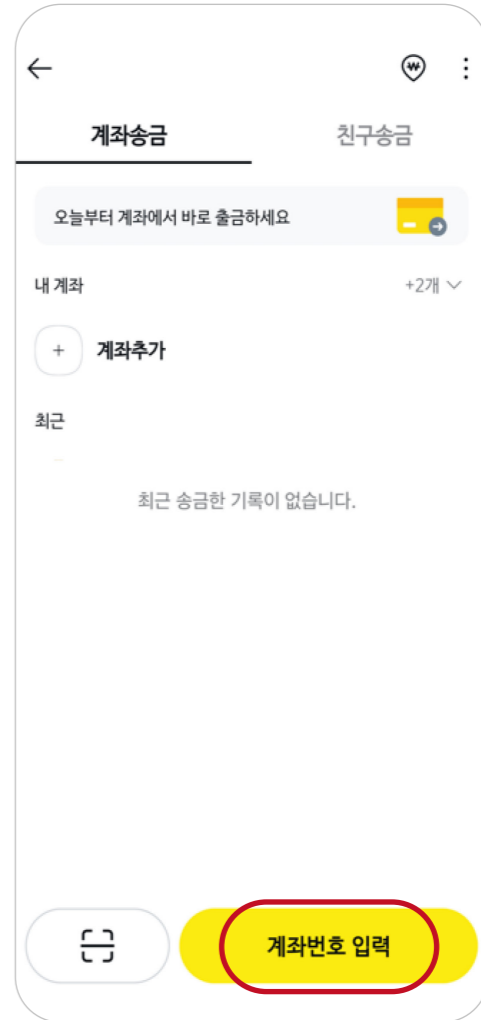 계좌송금 친구송금
오늘부터 계좌에서 바로 출금하세요
내 계좌 +2개
+ 계좌추가
최근
최근 송금한 기록이 없습니다.
계좌번호 입력